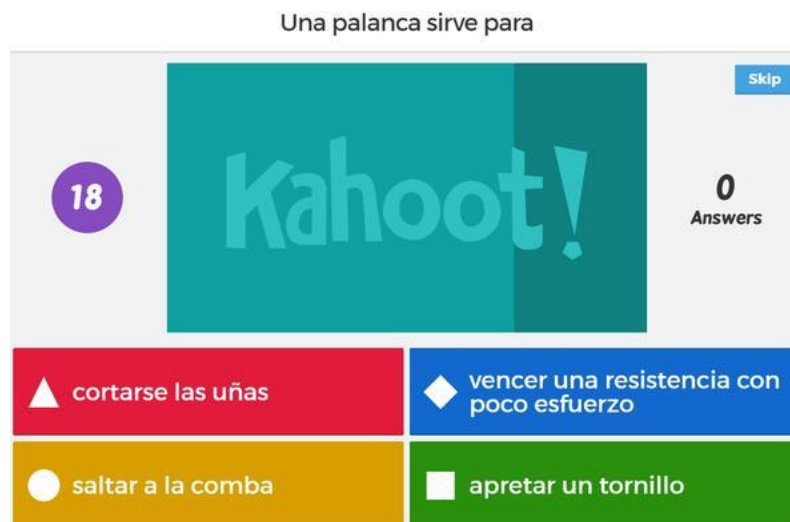 Una palanca sirve para
Skip
18
Kahoot!
0
Answers
cortarse las uñas
vencer una resistencia con
poco esfuerzo
saltar a la comba
apretar un tornillo